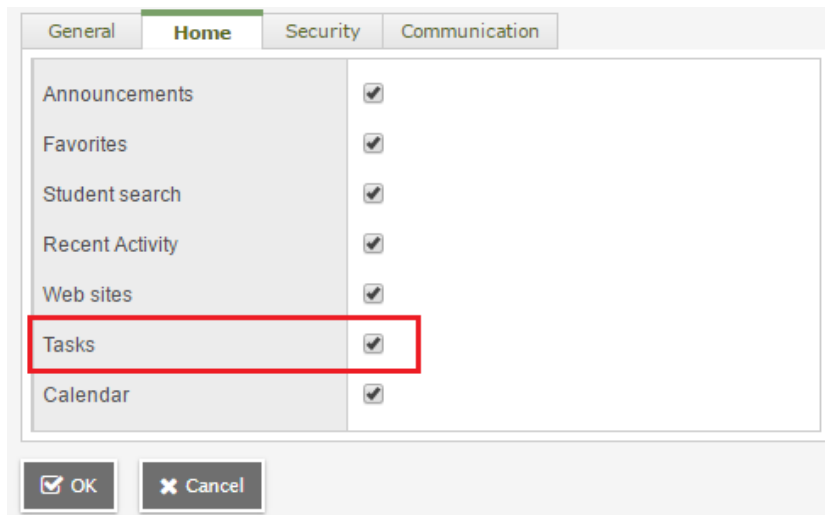 General Home Security Communication
Announcements
Favorites
Student search
Recent Activity
Web sites
Tasks
Calendar
OK Cancel